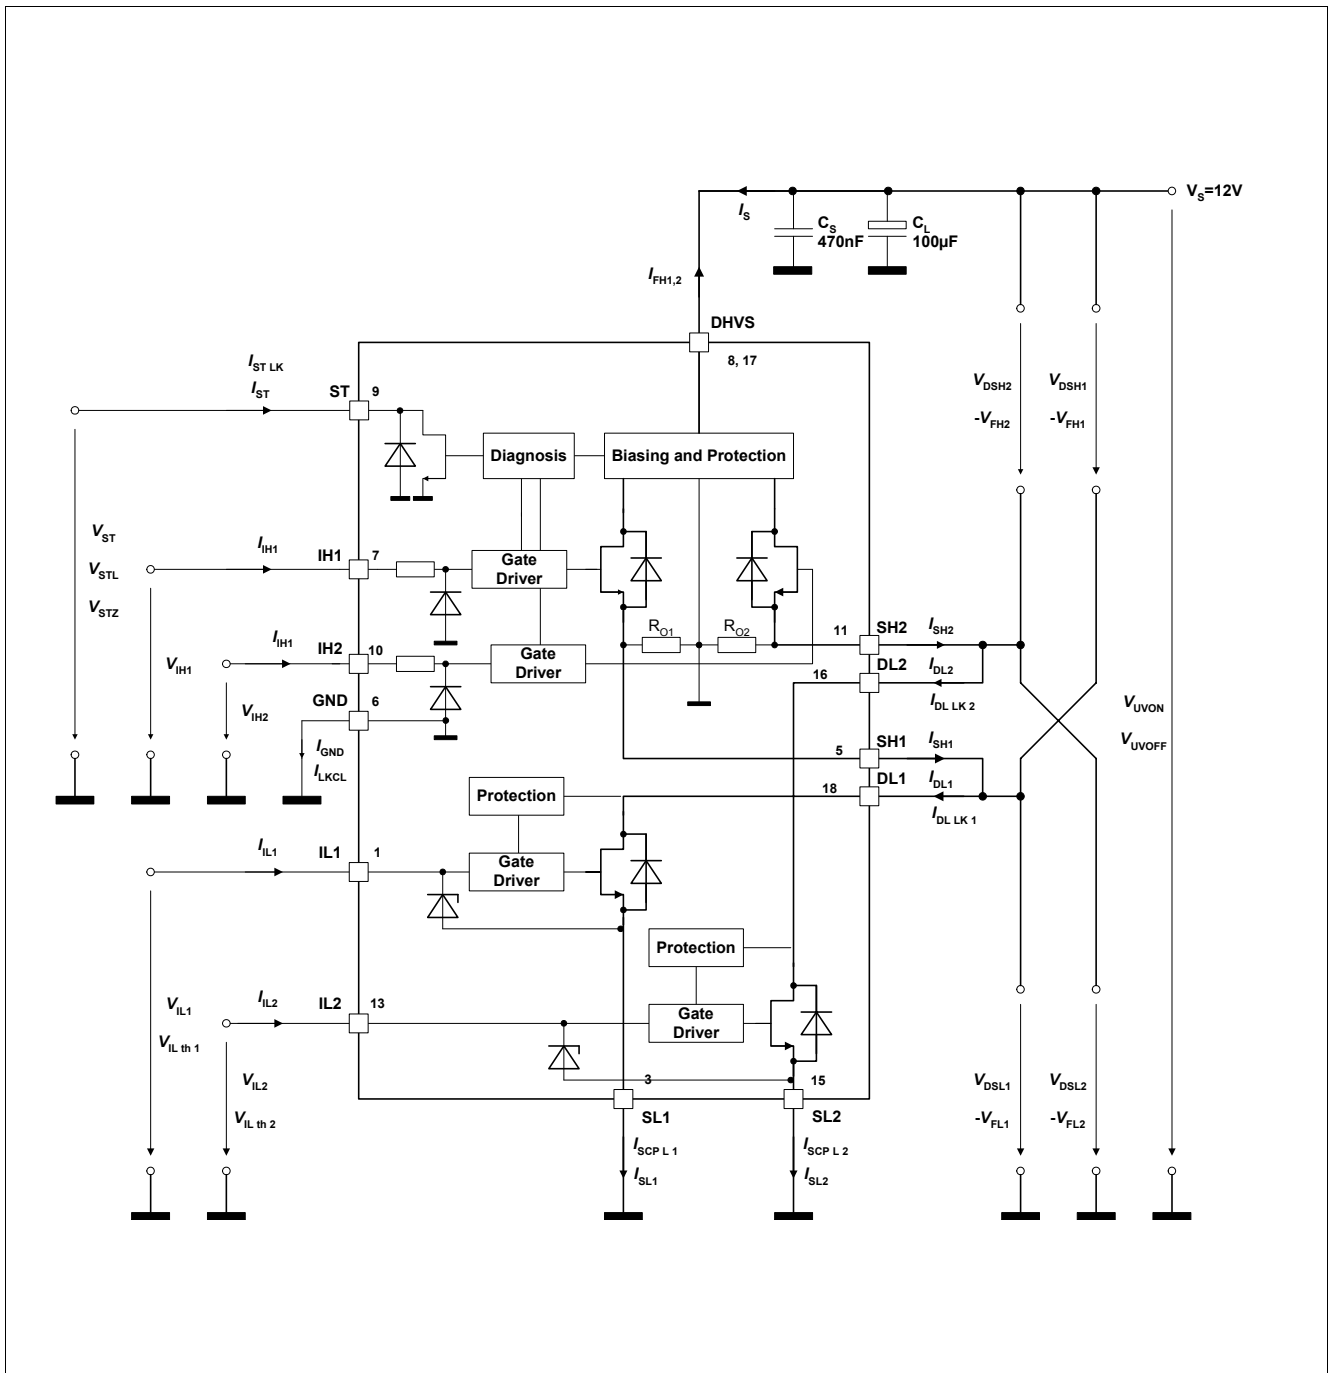 V_S=12V
I_S
C_S
470nF
C_L
100µF
I_FH1,2
DHVS
8, 17
I_ST LK
I_ST
ST
9
V_DSH2
-V_FH2
V_DSH1
-V_FH1
Diagnosis
Biasing and Protection
V_ST
V_STL
V_STZ
I_IH1
IH1
7
Gate
Driver
R_O1
R_O2
11
SH2
I_SH2
I_IH1
IH2
10
Gate
Driver
V_IH1
16
DL2
I_DL2
I_DL LK 2
V_IH2
GND
6
V_UVON
V_UVOFF
I_GND
I_LKCL
5
SH1
I_SH1
DL1
I_DL1
18
I_DL LK 1
Protection
I_IL1
IL1
1
Gate
Driver
Protection
V_IL1
V_IL th 1
I_IL2
IL2
13
Gate
Driver
V_IL2
V_IL th 2
3
15
V_DSL1
-V_FL1
V_DSL2
-V_FL2
SL1
SL2
I_SCP L 1
I_SL1
I_SCP L 2
I_SL2